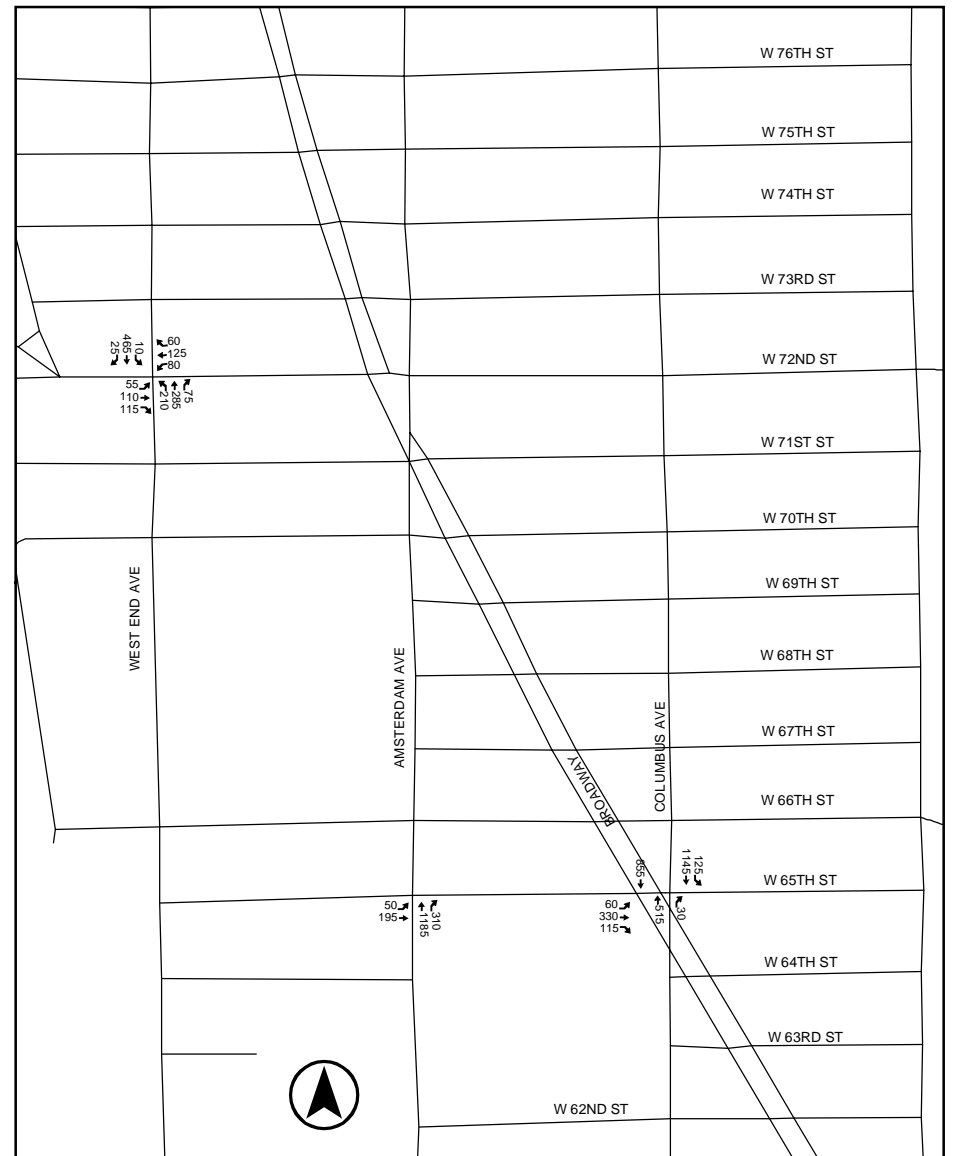 W 76TH ST
W 75TH ST
W 74TH ST
W 73RD ST
25
465
10
60
125
80
W 72ND ST
55
110
115
210
285
75
W 71ST ST
W 70TH ST
WEST END AVE
W 69TH ST
AMSTERDAM AVE
W 68TH ST
COLUMBUS AVE
W 67TH ST
BROADWAY
W 66TH ST
855
1145
125
W 65TH ST
50
195
1185
310
60
330
115
515
30
W 64TH ST
W 63RD ST
W 62ND ST